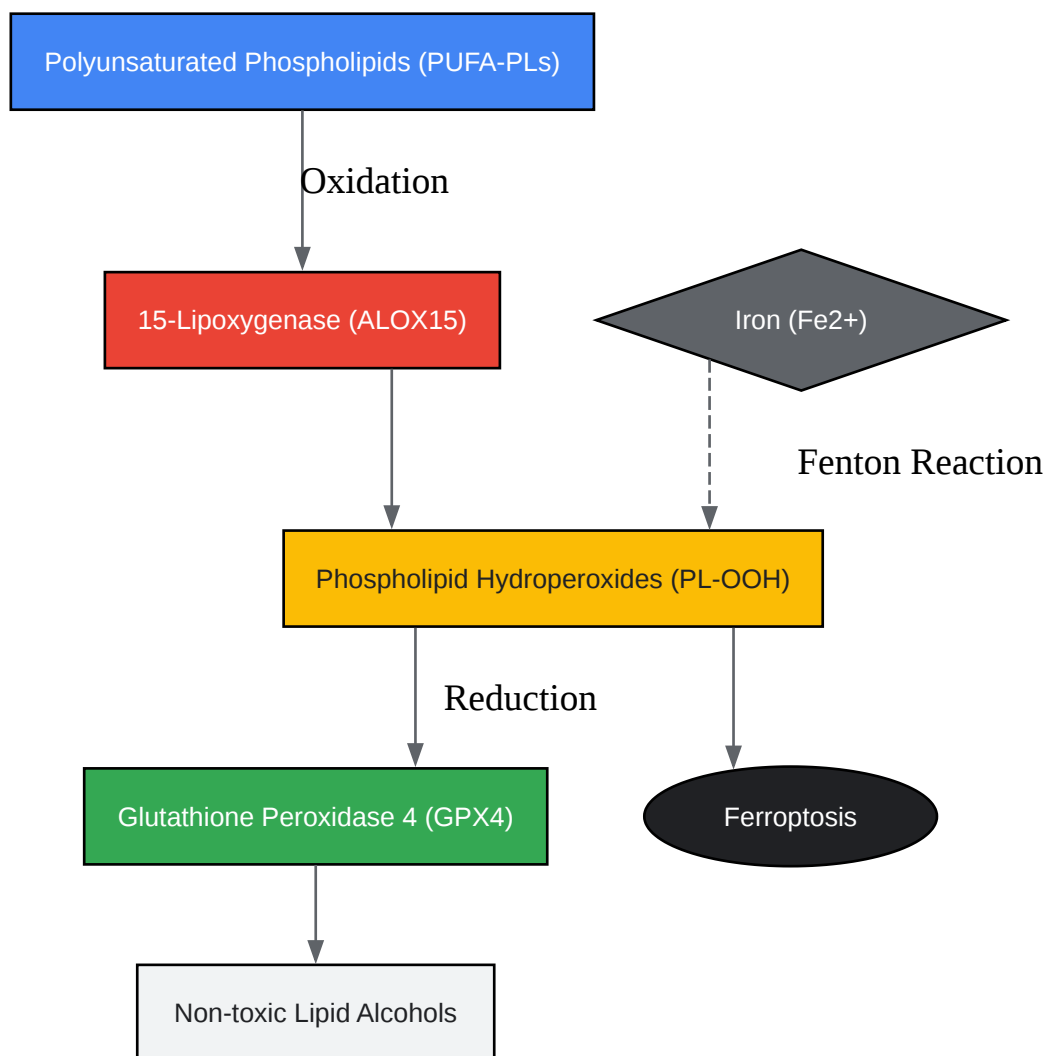 Polyunsaturated Phospholipids (PUFA-PLs)
Oxidation
15-Lipoxygenase (ALOX15)
Iron (Fe2+)
Fenton Reaction
Phospholipid Hydroperoxides (PL-OOH)
Reduction
Glutathione Peroxidase 4 (GPX4)
Ferroptosis
Non-toxic Lipid Alcohols